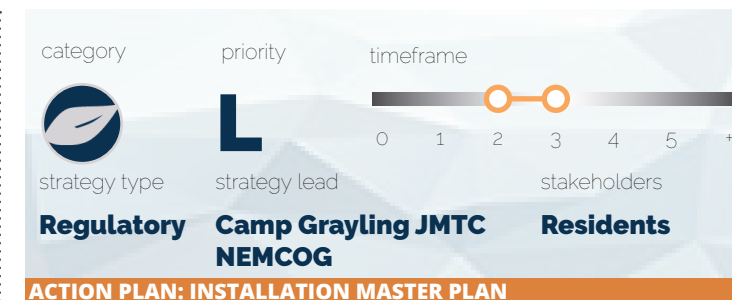 category priority timeframe
L
0 1 2 3 4 5 +
strategy type strategy lead stakeholders
Regulatory Camp Grayling JMTC Residents
NEMCOG
ACTION PLAN: INSTALLATION MASTER PLAN